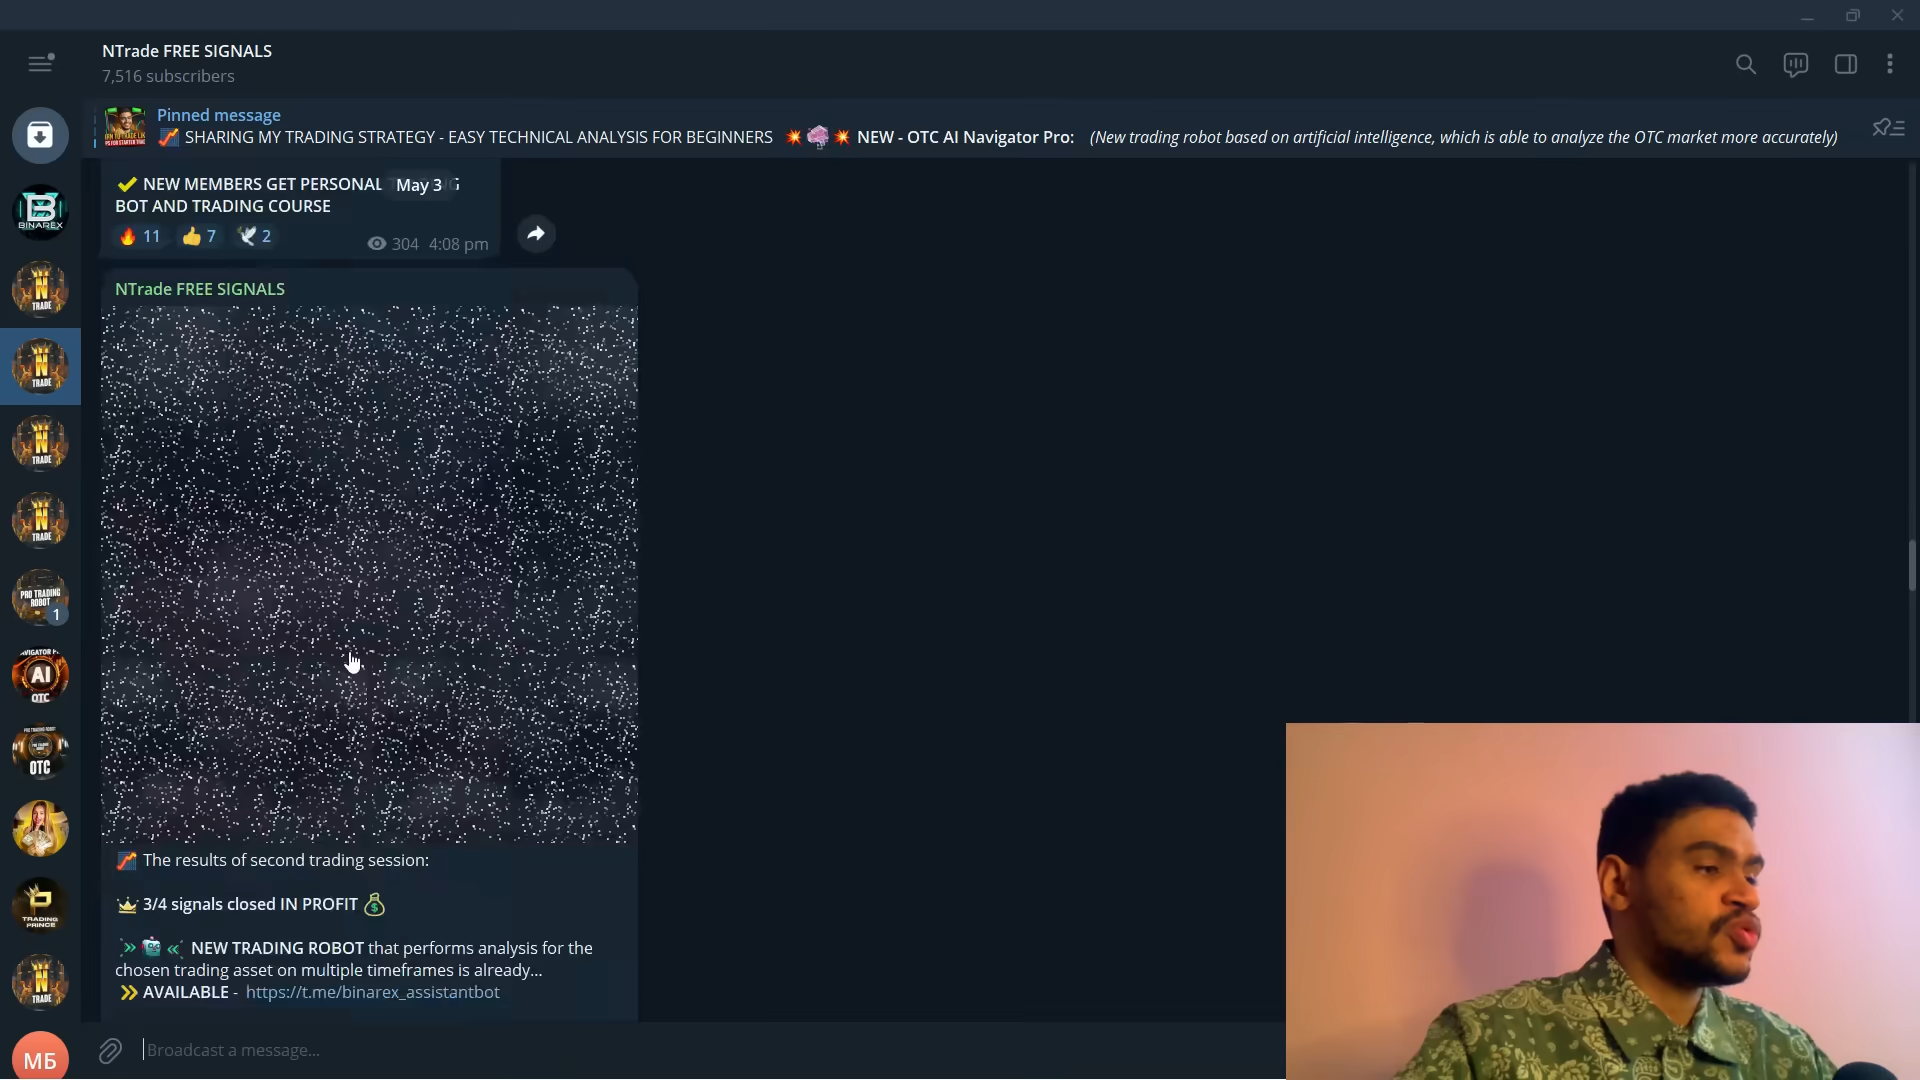 NTrade FREE SIGNALS
7,516 subscribers
Pinned message
SHARING MY TRADING STRATEGY - EASY TECHNICAL ANALYSIS FOR BEGINNERS 💥 NEW - OTC AI Navigator Pro: (New trading robot based on artificial intelligence, which is able to analyze the OTC market more accurately)
NEW MEMBERS GET PERSONAL
May 3
BOT AND TRADING COURSE
🔥 11 👍 7 🕊 2
304 4:08 pm
NTrade FREE SIGNALS
The results of second trading session:
3/4 signals closed IN PROFIT
NEW TRADING ROBOT that performs analysis for the
chosen trading asset on multiple timeframes is already...
AVAILABLE - https://t.me/binarex_assistantbot
Broadcast a message...
BINAREX
N
TRADE
N
TRADE
N
TRADE
N
TRADE
PRO TRADING
ROBOT
1
AI
OTC
OTC
TRADING
PRINCE
N
TRADE
МБ